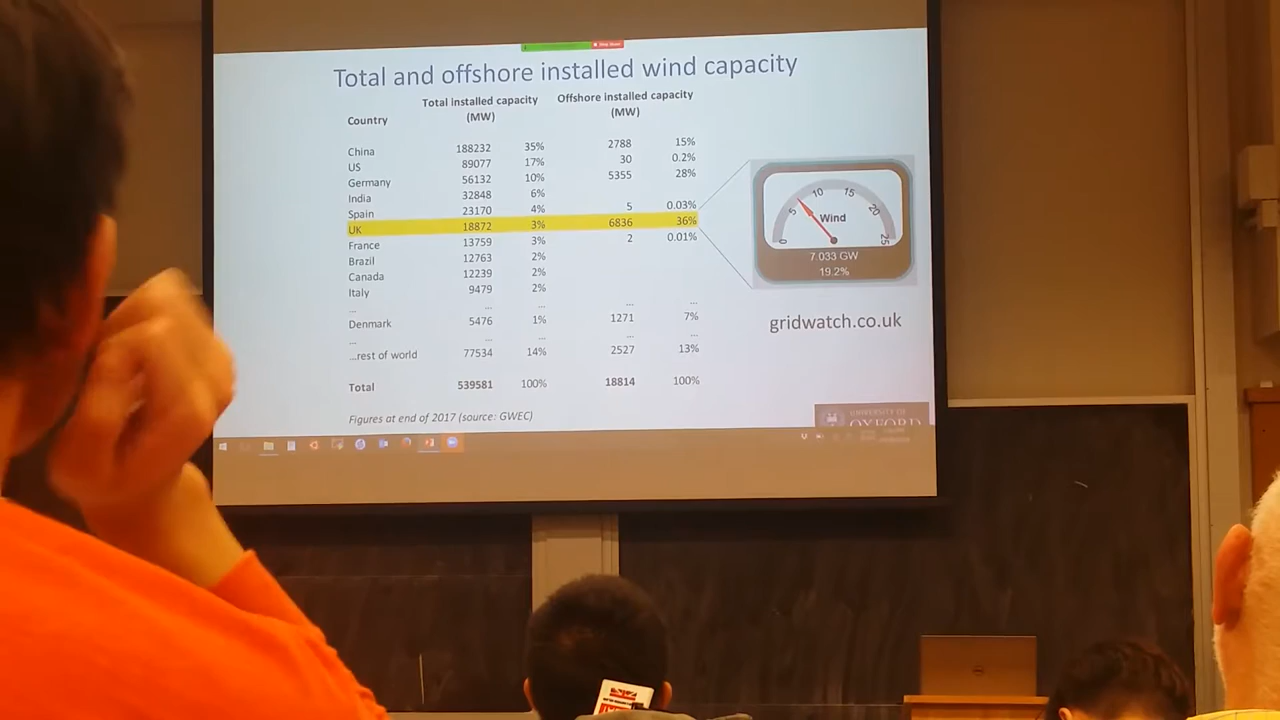 Total and offshore installed wind capacity
Country Total installed capacity (MW) Offshore installed capacity (MW)
China 188232 35% 2788 15%
US 89077 17% 30 0.2%
Germany 56132 10% 5355 28%
India 32848 6%
Spain 23170 4% 5 0.03%
UK 18872 3% 6836 36%
France 13759 3% 2 0.01%
Brazil 12763 2%
Canada 12239 2%
Italy 9479 2%
... ... ... ... ...
Denmark 5476 1% 1271 7%
... ... ... ... ...
...rest of world 77534 14% 2527 13%
Total 539581 100% 18814 100%
Figures at end of 2017 (source: GWEC)
0 5 10 15 20 25
Wind
7.033 GW
19.2%
gridwatch.co.uk
UNIVERSITY OF
OXFORD
DELL